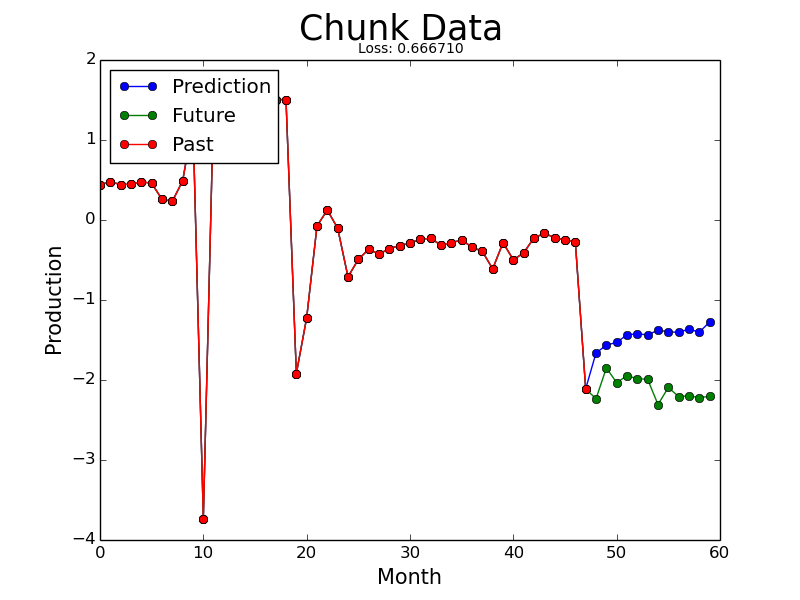 Chunk Data
Loss: 0.666710
Prediction
Future
Past
2
1
0
−1
−2
−3
−4
Production
0 10 20 30 40 50 60
Month